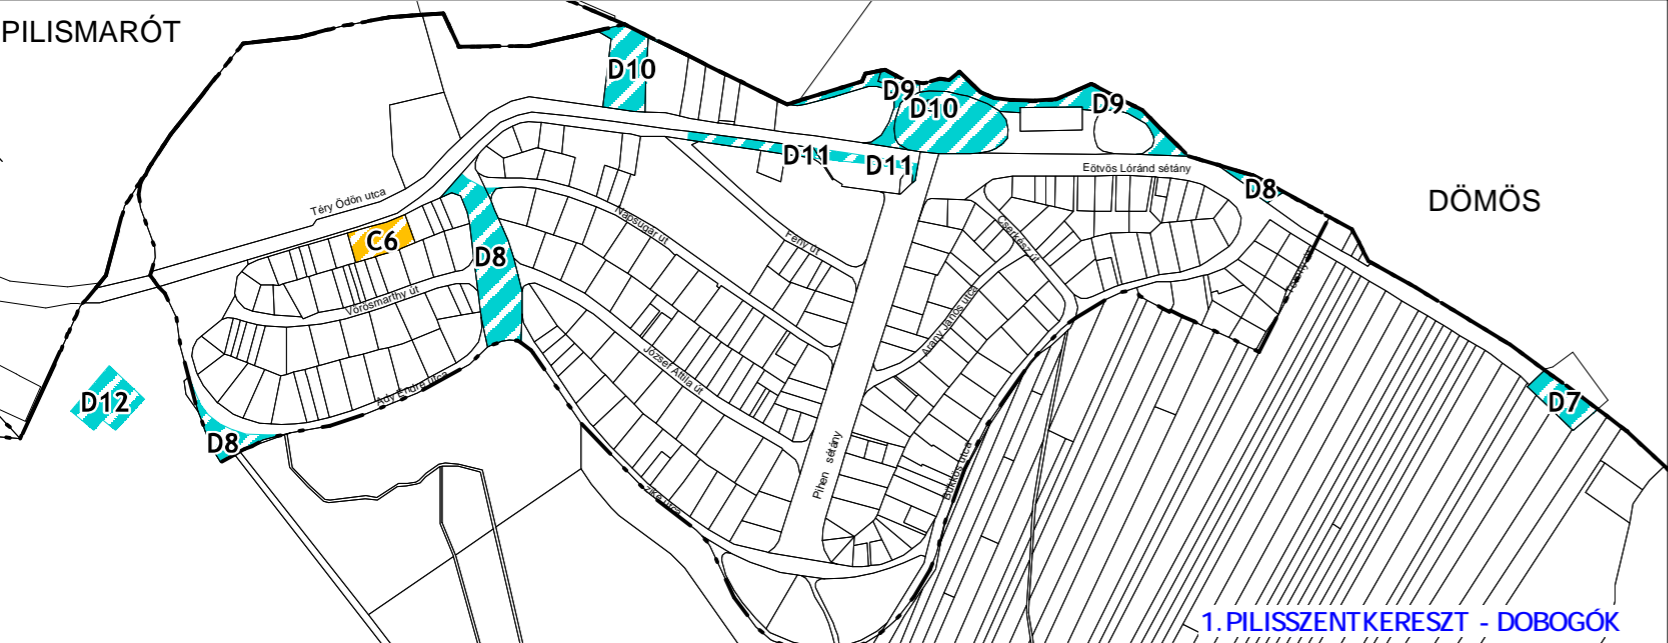 PILISMARÓT
D10
D9
D10
D9
D11
D11
Eötvös Lóránd sétány
D8
DÖMÖS
Téry Ödön utca
C6
Napsugár út
Fény út
Cserkész út
D8
Vörösmarthy út
Arany János utca
József Attila út
Ady Endre utca
D12
D7
D8
Pihen sétány
Bükkös utca
1. PILISSZENTKERESZT - DOBOGÓK